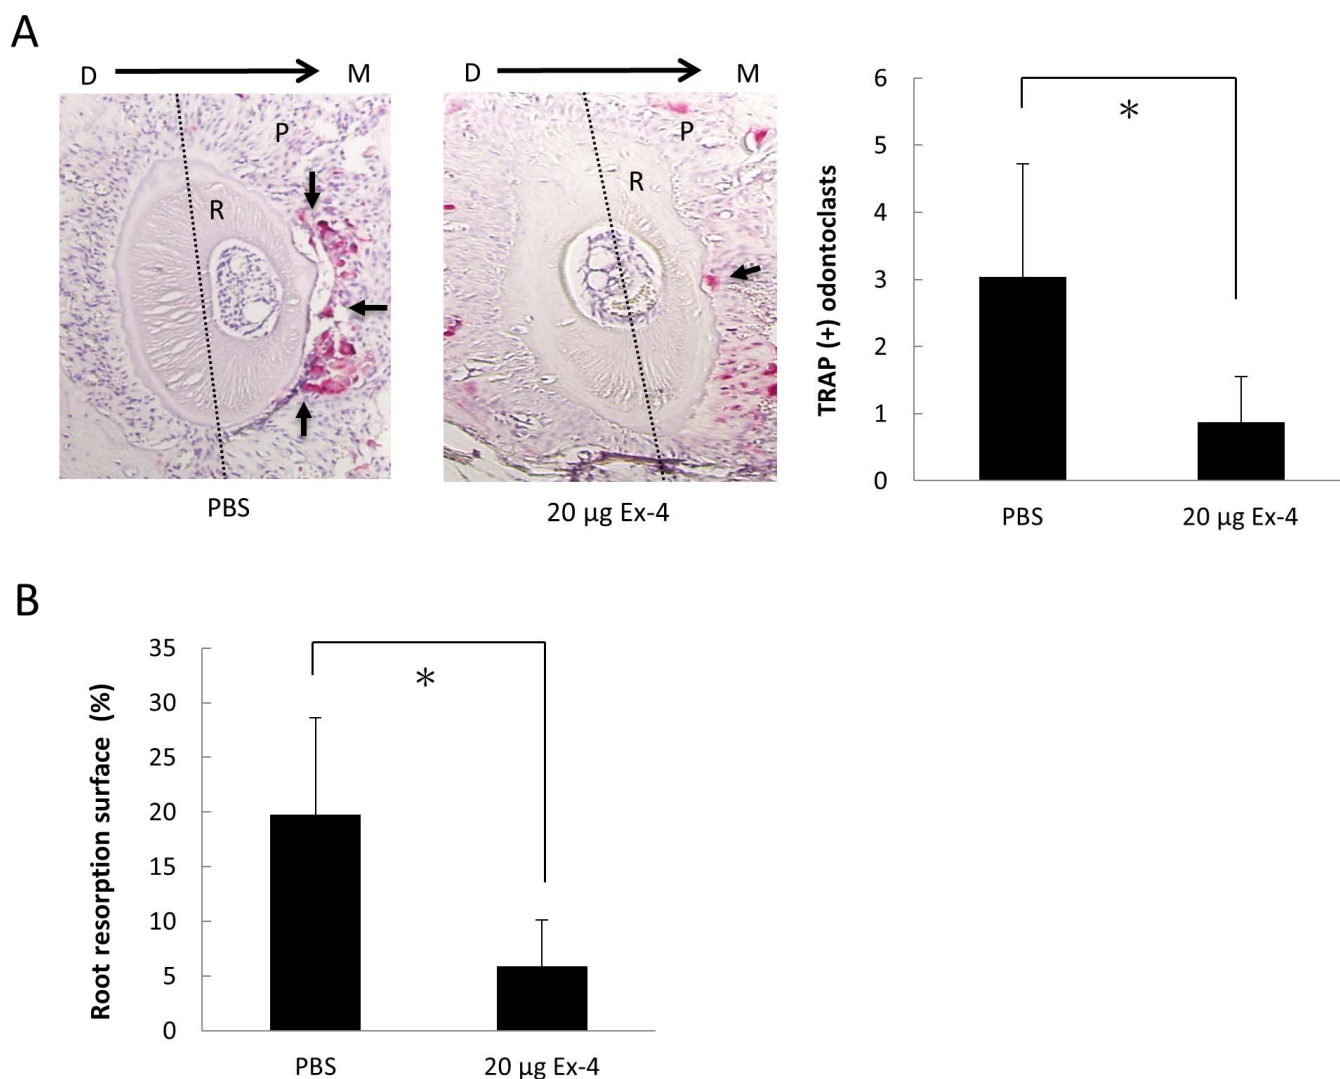 A
D M
P
R
PBS
D M
P
R
20 μg Ex-4
TRAP (+) odontoclasts
6
5
4
3
2
1
0
*
PBS 20 μg Ex-4
B
Root resorption surface (%)
35
30
25
20
15
10
5
0
*
PBS 20 μg Ex-4